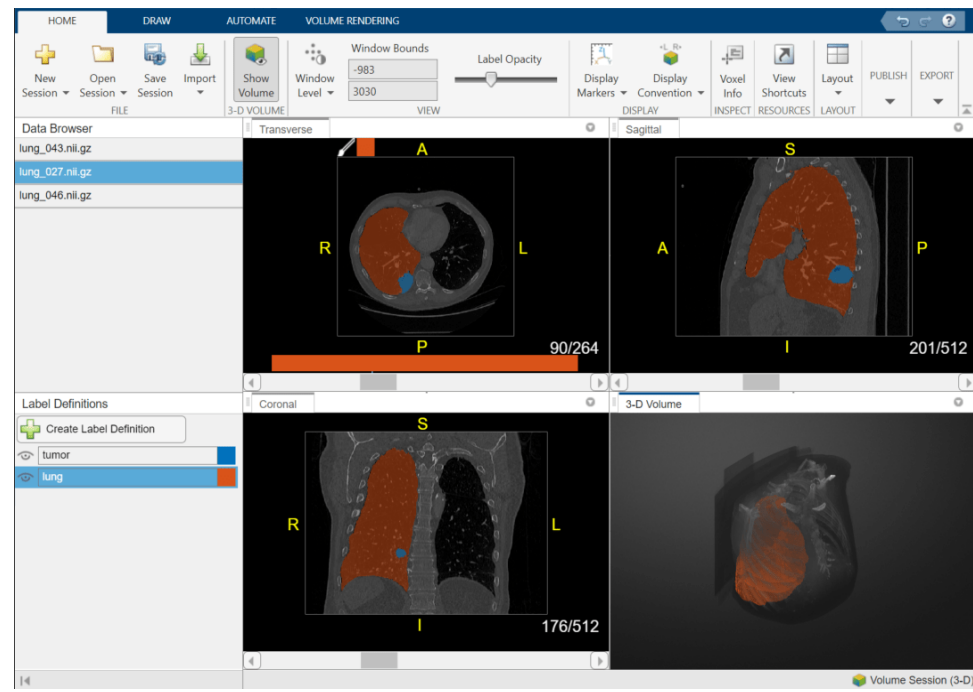 HOME DRAW AUTOMATE VOLUME RENDERING
New Session
Open Session
Save Session
Import
FILE
Show Volume
3-D VOLUME
Window Level
Window Bounds
-983
3030
Label Opacity
VIEW
Display Markers
L R
Display Convention
DISPLAY
Voxel Info
INSPECT
View Shortcuts
RESOURCES
Layout
LAYOUT
PUBLISH
EXPORT
Data Browser
lung_043.nii.gz
lung_027.nii.gz
lung_046.nii.gz
Transverse
A
R
L
P
90/264
Sagittal
S
A
P
I
201/512
Label Definitions
Create Label Definition
tumor
lung
Coronal
S
R
L
I
176/512
3-D Volume
Volume Session (3-D)